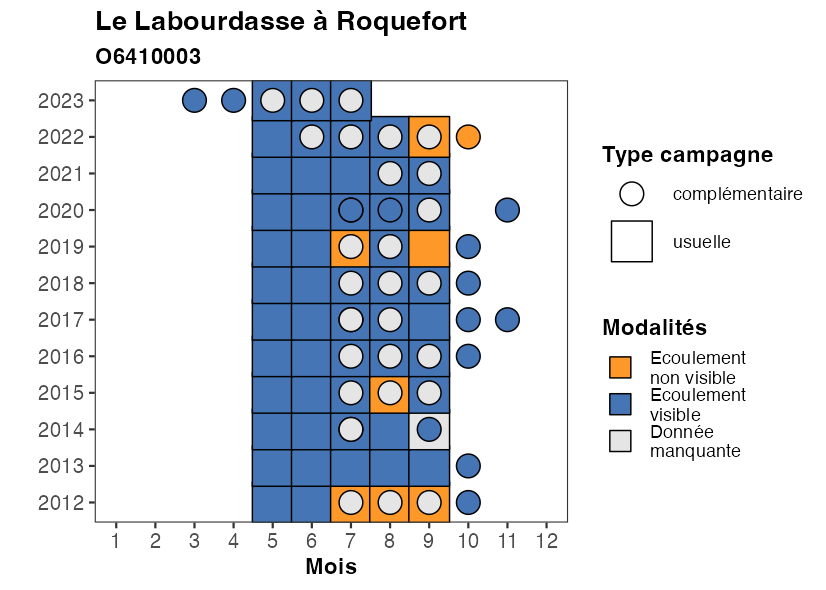 Le Labourdasse à Roquefort
O6410003
2023
2022
2021
2020
2019
2018
2017
2016
2015
2014
2013
2012
1 2 3 4 5 6 7 8 9 10 11 12
Mois
Type campagne
complémentaire
usuelle
Modalités
Ecoulement
non visible
Ecoulement
visible
Donnée
manquante